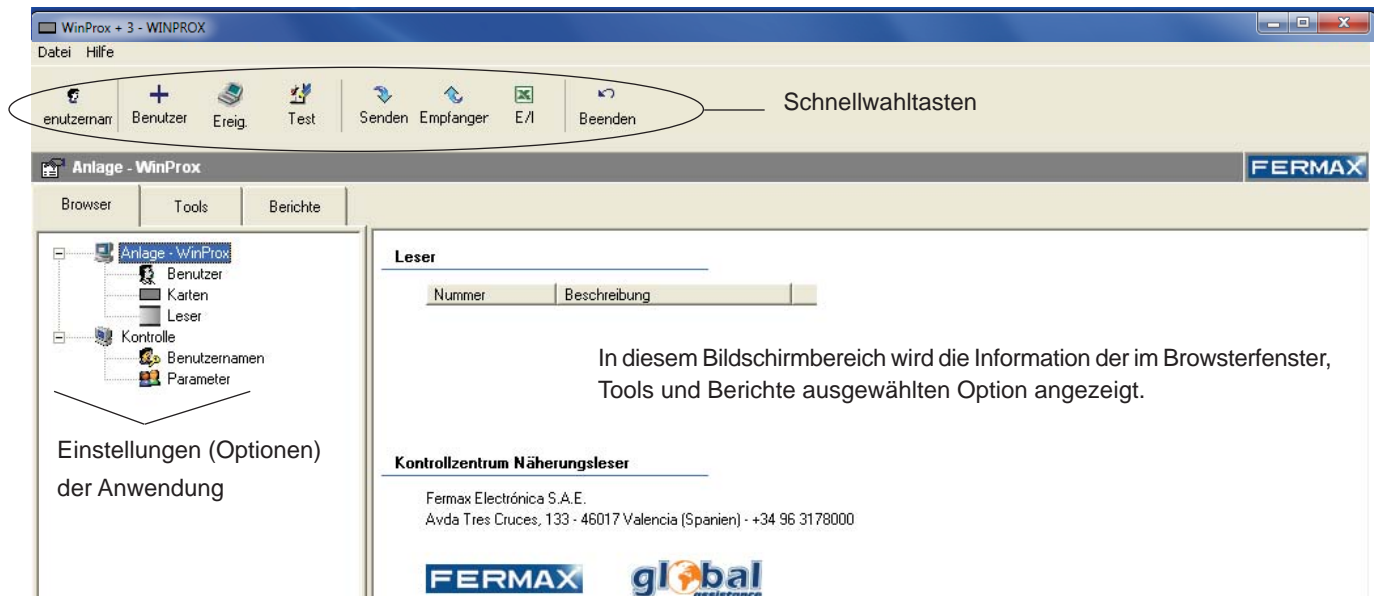 WinProx + 3 - WINPROX
Datei Hilfe
enutzernam Benutzer Ereig. Test Senden Empfanger E/I Beenden
Schnellwahltasten
Anlage - WinProx
FERMAX
Browser Tools Berichte
Anlage - WinProx
Benutzer
Karten
Leser
Kontrolle
Benutzernamen
Parameter
Einstellungen (Optionen)
der Anwendung
Leser
Nummer Beschreibung
In diesem Bildschirmbereich wird die Information der im Browsterfenster,
Tools und Berichte ausgewählten Option angezeigt.
Kontrollzentrum Näherungsleser
Fermax Electrónica S.A.E.
Avda Tres Cruces, 133 - 46017 Valencia (Spanien) - +34 96 3178000
FERMAX global
assistance